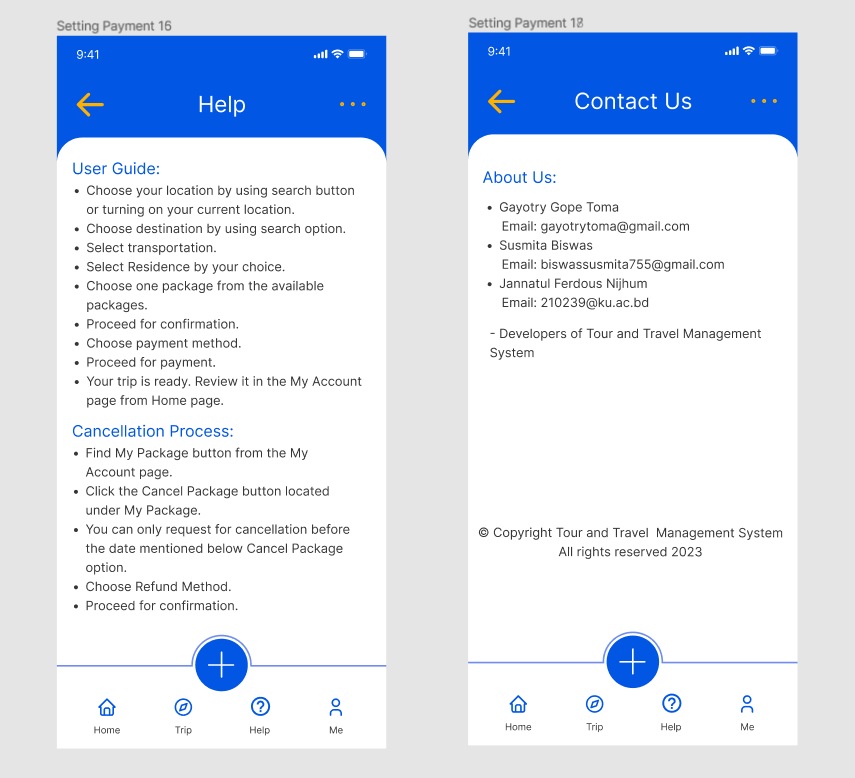 Setting Payment 16
9:41
Help
User Guide:
• Choose your location by using search button
or turning on your current location.
• Choose destination by using search option.
• Select transportation.
• Select Residence by your choice.
• Choose one package from the available
packages.
• Proceed for confirmation.
• Choose payment method.
• Proceed for payment.
• Your trip is ready. Review it in the My Account
page from Home page.
Cancellation Process:
• Find My Package button from the My
Account page.
• Click the Cancel Package button located
under My Package.
• You can only request for cancellation before
the date mentioned below Cancel Package
option.
• Choose Refund Method.
• Proceed for confirmation.
Home Trip Help Me
Setting Payment
9:41
Contact Us
About Us:
• Gayotry Gope Toma
Email: gayotrytoma@gmail.com
• Susmita Biswas
Email: biswassusmita755@gmail.com
• Jannatul Ferdous Nijhum
Email: 210239@ku.ac.bd
- Developers of Tour and Travel Management
System
© Copyright Tour and Travel Management System
All rights reserved 2023
Home Trip Help Me